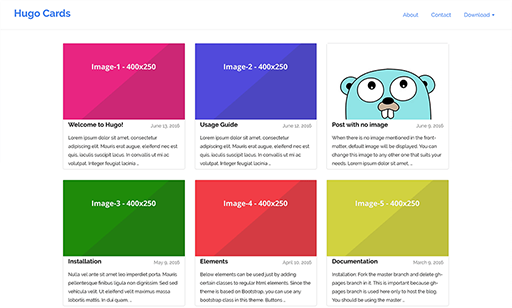 Hugo Cards
About Contact Download
Image-1 - 400x250
Welcome to Hugo! June 13, 2016
Lorem ipsum dolor sit amet, consetetur
dapibus adipiscing elit, eleifend nec est
quis, suscipit lacus. In convallis ut mi ac
volutpat. Integer feugiat lacinia ...
Image-2 - 400x250
Usage Guide June 12, 2016
Lorem ipsum dolor sit amet, consetetur
adipiscing elit. Mauris arcu augue, eleifend nec est
quis, suscipit lacus. In convallis ut mi ac
volutpat. Integer feugiat lacinia ...
Post with no image June 9, 2016
When there is no image mentioned in the front-
matter, default image will be displayed. You can
change this image to any other one that suits your
needs. Lorem ipsum dolor sit amet, ...
Image-3 - 400x250
Installation May 9, 2016
Nulla vel ante sit amet leo imperdiet porta. Mauris
pellentesque finibus ligula non dignissim. Sed sed
vehicula velit. Ut eleifend velit maximus massa
lobortis mattis. In dui quam, ...
Image-4 - 400x250
Elements April 10, 2016
Below elements can be used just by adding
certain classes to regular html elements. Since the
theme is based on Bootstrap, you can use any
bootstrap class in this theme. Buttons ...
Image-5 - 400x250
Documentation March 9, 2016
Installation: Fork the master branch and delete gh-
pages branch in it. This is important because gh-
pages branch is used here only to host the blog.
You should be using the master ...